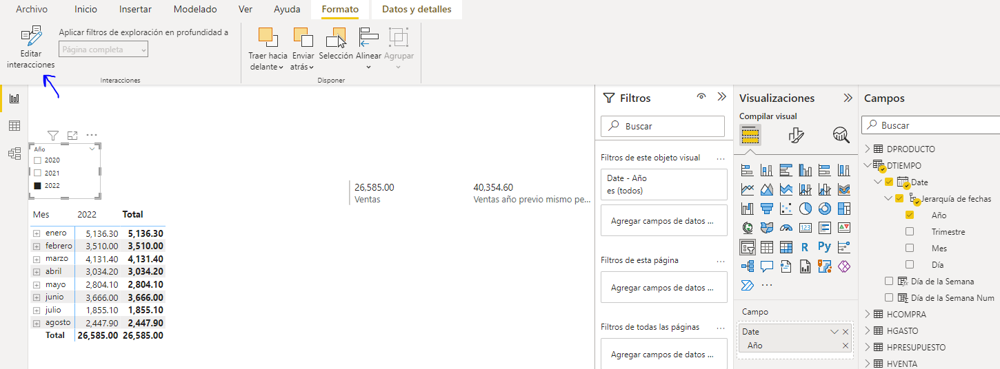 Archivo Inicio Insertar Modelado Ver Ayuda Formato Datos y detalles
Editar interacciones
Aplicar filtros de exploración en profundidad a
Página completa
Interacciones
Traer hacia delante
Enviar atrás
Selección
Alinear
Agrupar
Disponer
Año
2020
2021
2022
26,585.00
Ventas
40,354.60
Ventas año previo mismo pe...
Mes 2022 Total
enero 5,136.30 5,136.30
febrero 3,510.00 3,510.00
marzo 4,131.40 4,131.40
abril 3,034.20 3,034.20
mayo 2,804.10 2,804.10
junio 3,666.00 3,666.00
julio 1,855.10 1,855.10
agosto 2,447.90 2,447.90
Total 26,585.00 26,585.00
Filtros
Buscar
Filtros de este objeto visual ...
Date - Año
es (todos)
Agregar campos de datos ...
Filtros de esta página ...
Agregar campos de datos ...
Filtros de todas las páginas ...
Agregar campos de datos ...
Visualizaciones
Compilar visual
123
R
Py
...
Campo
Date
Año
Campos
Buscar
DPRODUCTO
DTIEMPO
Date
Jerarquía de fechas
Año
Trimestre
Mes
Día
Día de la Semana
Día de la Semana Num
HCOMPRA
HGASTO
HPRESUPUESTO
HVENTA